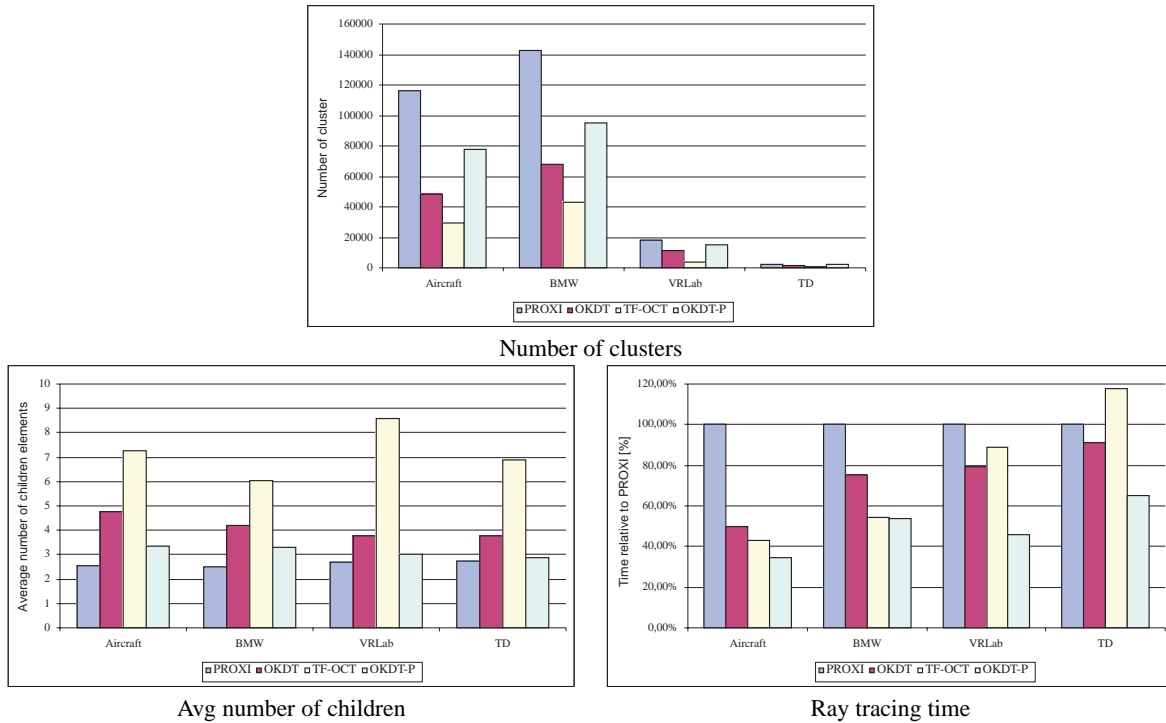 160000
140000
120000
100000
80000
60000
40000
20000
0
Number of cluster
Aircraft BMW VRLab TD
PROXI OKDT TF-OCT OKDT-P
Number of clusters
10
9
8
7
6
5
4
3
2
1
0
Average number of children elements
Aircraft BMW VRLab TD
PROXI OKDT TF-OCT OKDT-P
Avg number of children
120,00%
100,00%
80,00%
60,00%
40,00%
20,00%
0,00%
Time relative to PROXI [%]
Aircraft BMW VRLab TD
PROXI OKDT TF-OCT OKDT-P
Ray tracing time